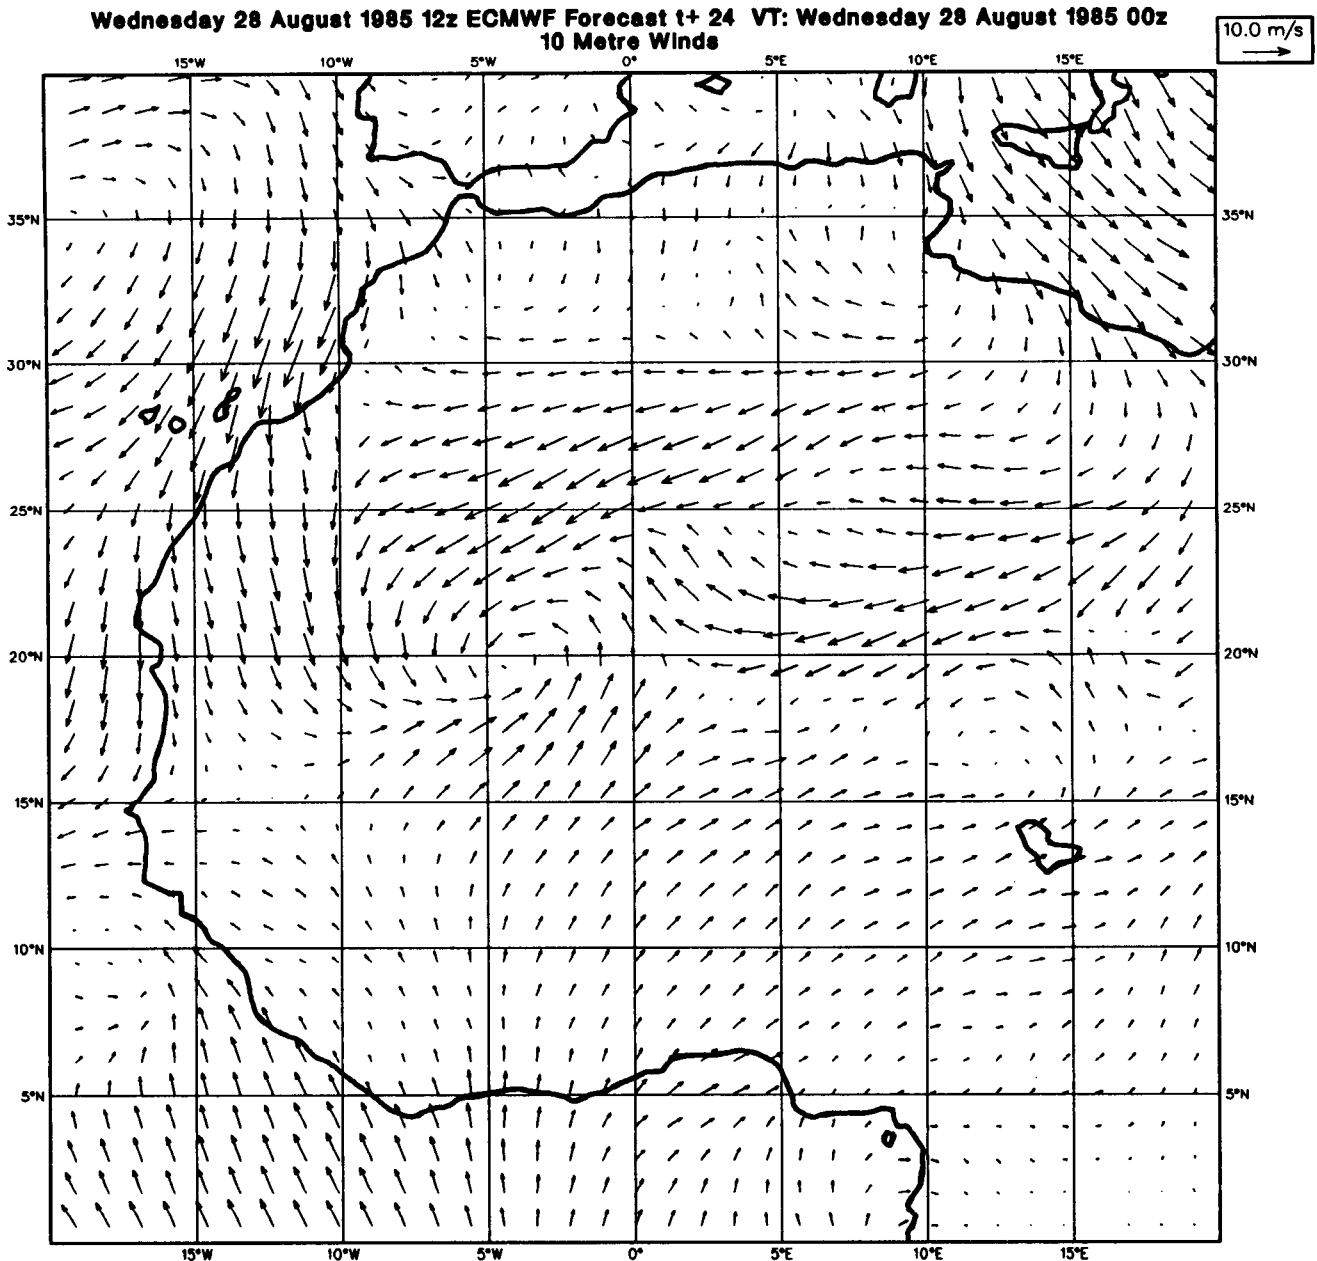 Wednesday 28 August 1985 12z ECMWF Forecast t+ 24 VT: Wednesday 28 August 1985 00z
10 Metre Winds
10.0 m/s
15°W 10°W 5°W 0° 5°E 10°E 15°E
35°N 35°N
30°N 30°N
25°N 25°N
20°N 20°N
15°N 15°N
10°N 10°N
5°N 5°N
15°W 10°W 5°W 0° 5°E 10°E 15°E